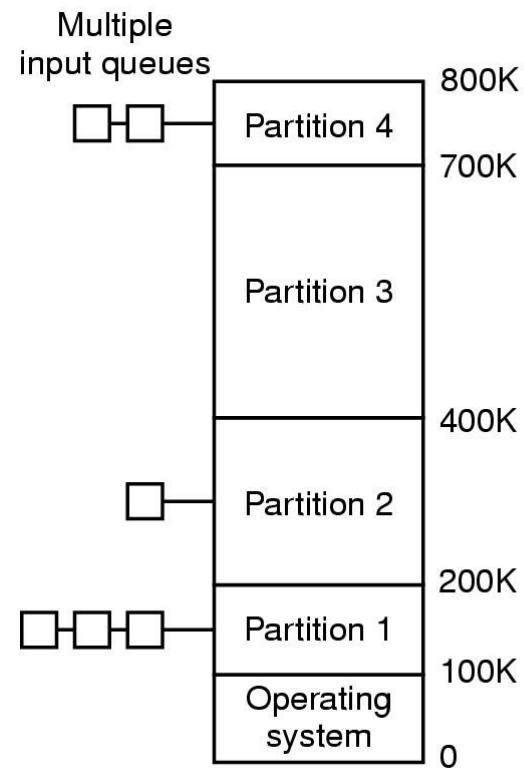 Multiple
input queues
800K
Partition 4
700K
Partition 3
400K
Partition 2
200K
Partition 1
100K
Operating
system
0